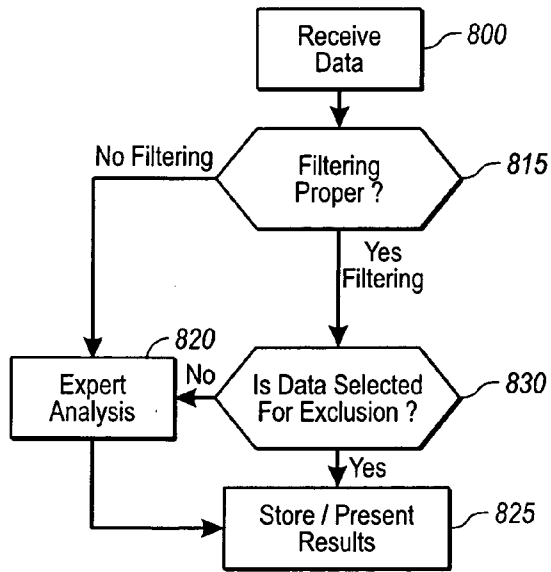 Receive
Data
800
No Filtering
Filtering
Proper ?
815
Yes
Filtering
820
Expert
Analysis
No
Is Data Selected
For Exclusion ?
830
Yes
Store / Present
Results
825